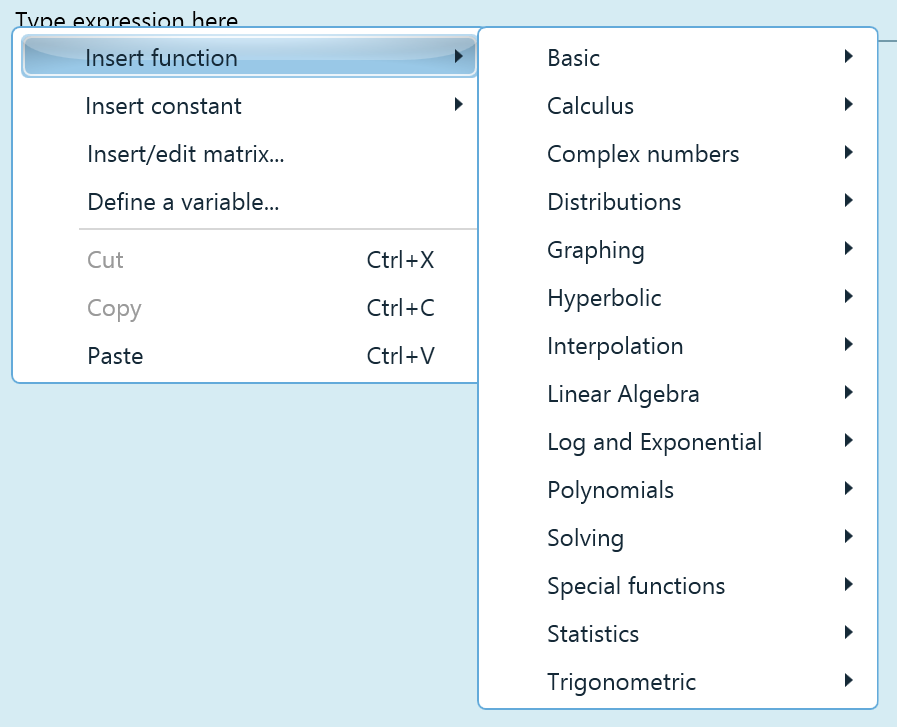 Type expression here
Insert function
Insert constant
Insert/edit matrix...
Define a variable...
Cut Ctrl+X
Copy Ctrl+C
Paste Ctrl+V
Basic
Calculus
Complex numbers
Distributions
Graphing
Hyperbolic
Interpolation
Linear Algebra
Log and Exponential
Polynomials
Solving
Special functions
Statistics
Trigonometric